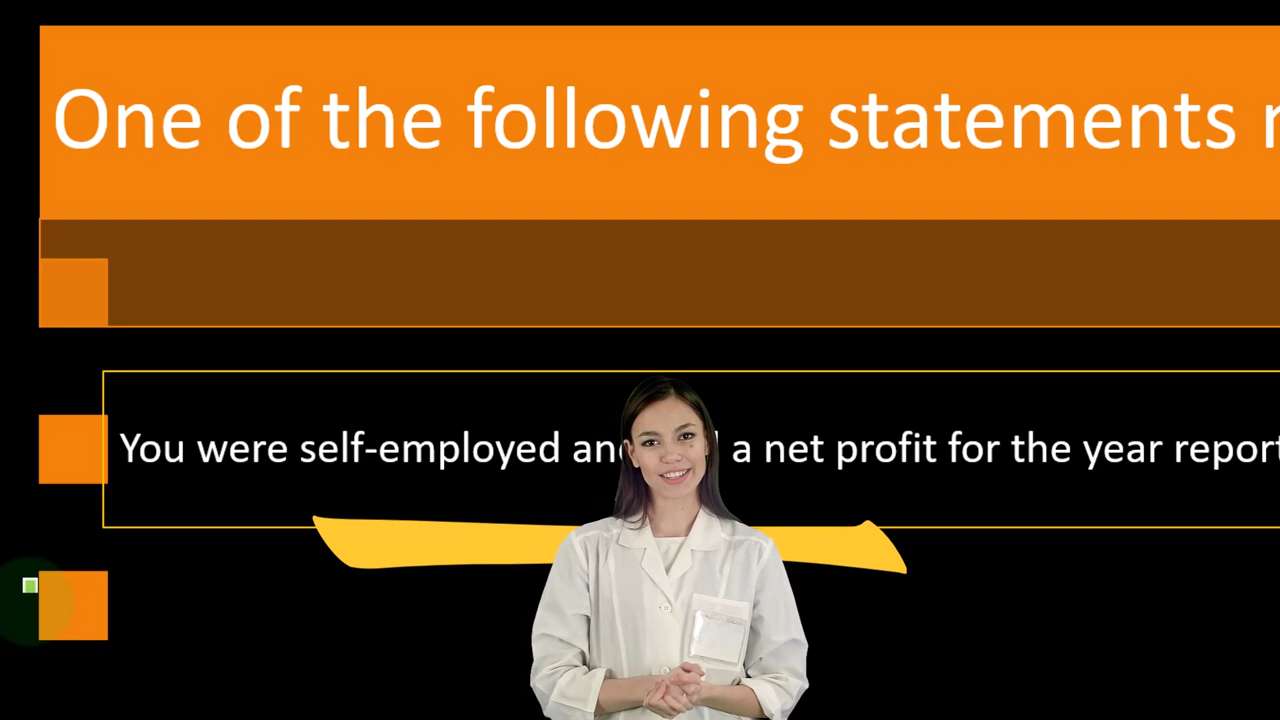 One of the following statements
You were self-employed and a net profit for the year report